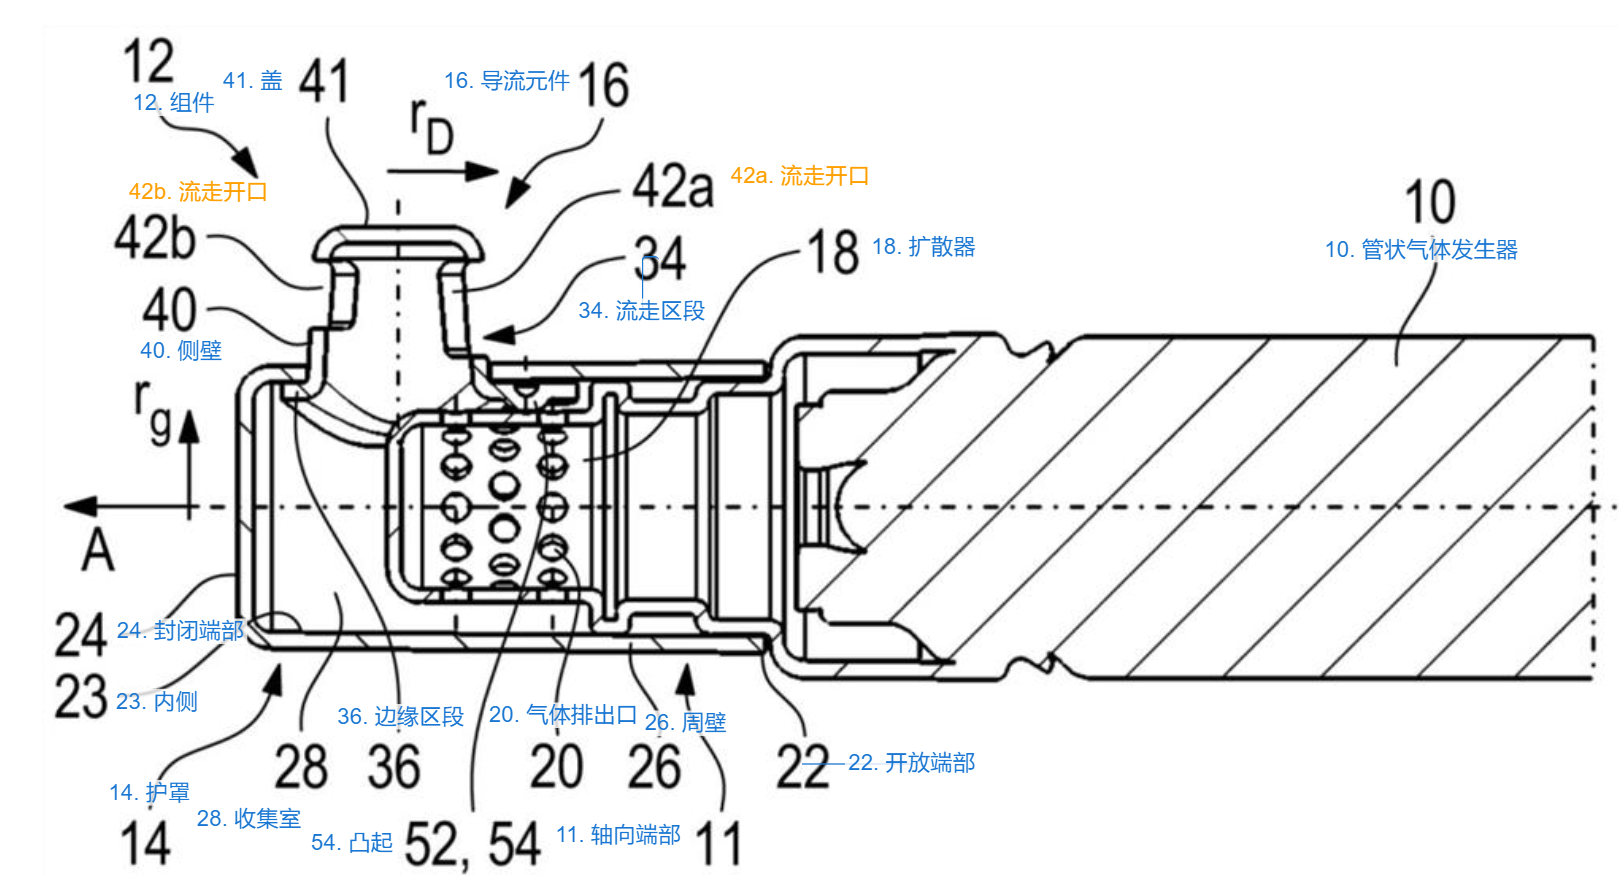 12
41. 盖
41
16. 导流元件
16
12. 组件
rD
42b. 流走开口
42a
42a. 流走开口
10
42b
34
18
18. 扩散器
10. 管状气体发生器
40
34. 流走区段
40. 侧壁
rg
A
24
24. 封闭端部
23
23. 内侧
36. 边缘区段
20. 气体排出口
26. 周壁
28
36
20
26
22
22. 开放端部
14. 护罩
28. 收集室
14
54. 凸起
52, 54
11. 轴向端部
11